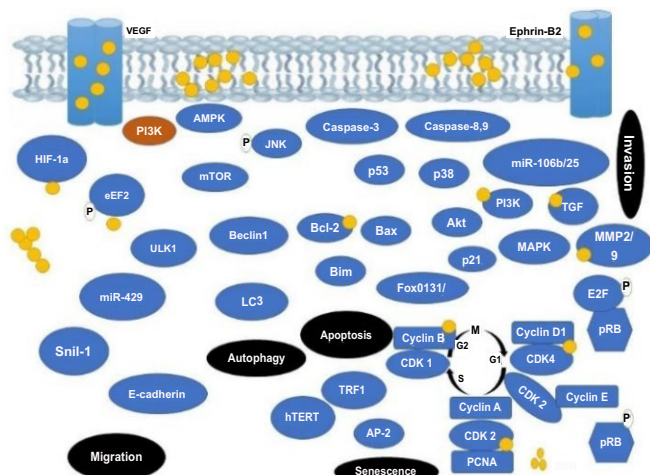 VEGF
Ephrin-B2
PI3K
AMPK
Caspase-3
Caspase-8,9
P
JNK
HIF-1a
mTOR
p53
p38
miR-106b/25
Invasion
eEF2
P
PI3K
TGF
Bcl-2
Bax
Akt
ULK1
Beclin1
MAPK
MMP2/
9
p21
Bim
miR-429
LC3
Fox0131/
E2F
P
pRB
Snil-1
Autophagy
Apoptosis
Cyclin B
CDK 1
M
G2
G1
S
Cyclin D1
CDK4
E-cadherin
TRF1
hTERT
AP-2
Cyclin A
CDK 2
PCNA
CDK 2
Cyclin E
P
pRB
Migration
Senescence